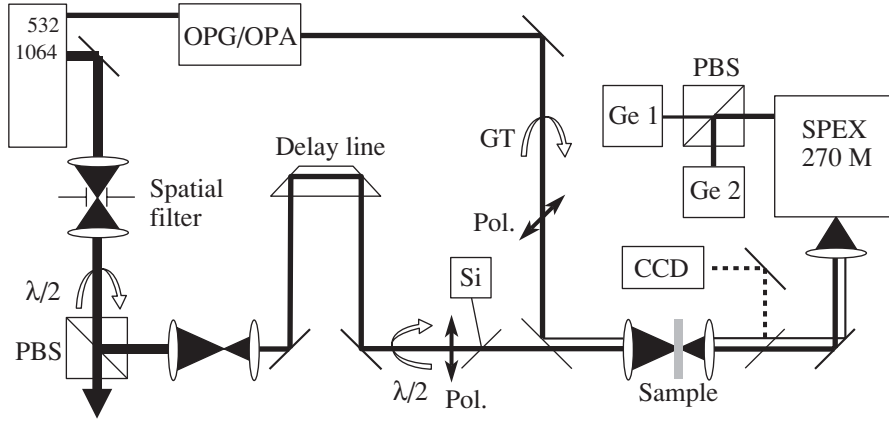 532
1064
OPG/OPA
PBS
Ge 1
SPEX
270 M
GT
Delay line
Ge 2
Spatial
filter
Pol.
λ/2
Si
CCD
PBS
λ/2
Pol.
Sample